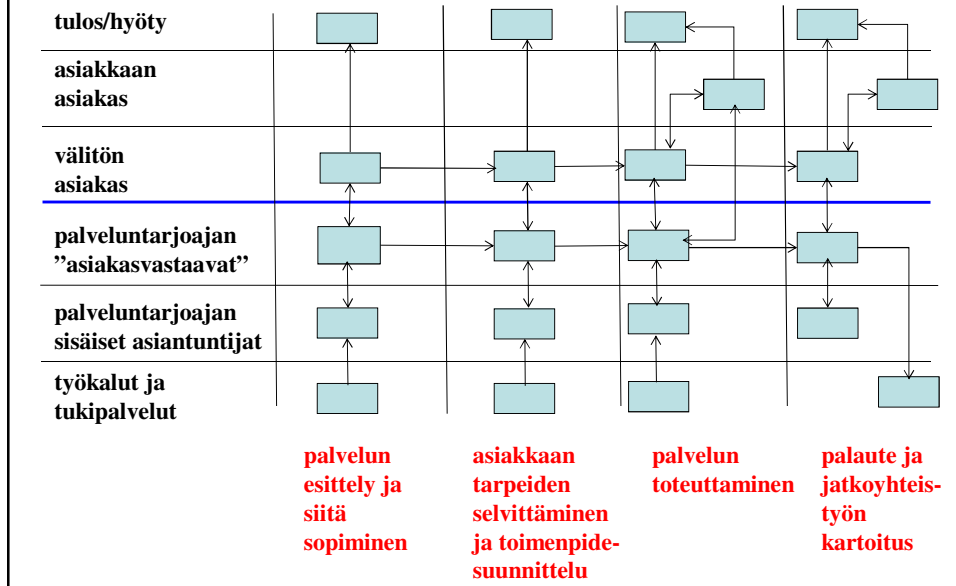 tulos/hyöty
asiakkaan
asiakas
välitön
asiakas
palveluntarjoajan
”asiakasvastaavat”
palveluntarjoajan
sisäiset asiantuntijat
työkalut ja
tukipalvelut
palvelun
esittely ja
siitä
sopiminen
asiakkaan
tarpeiden
selvittäminen
ja toimenpide-
suunnittelu
palvelun
toteuttaminen
palaute ja
jatkoyhteis-
työn
kartoitus